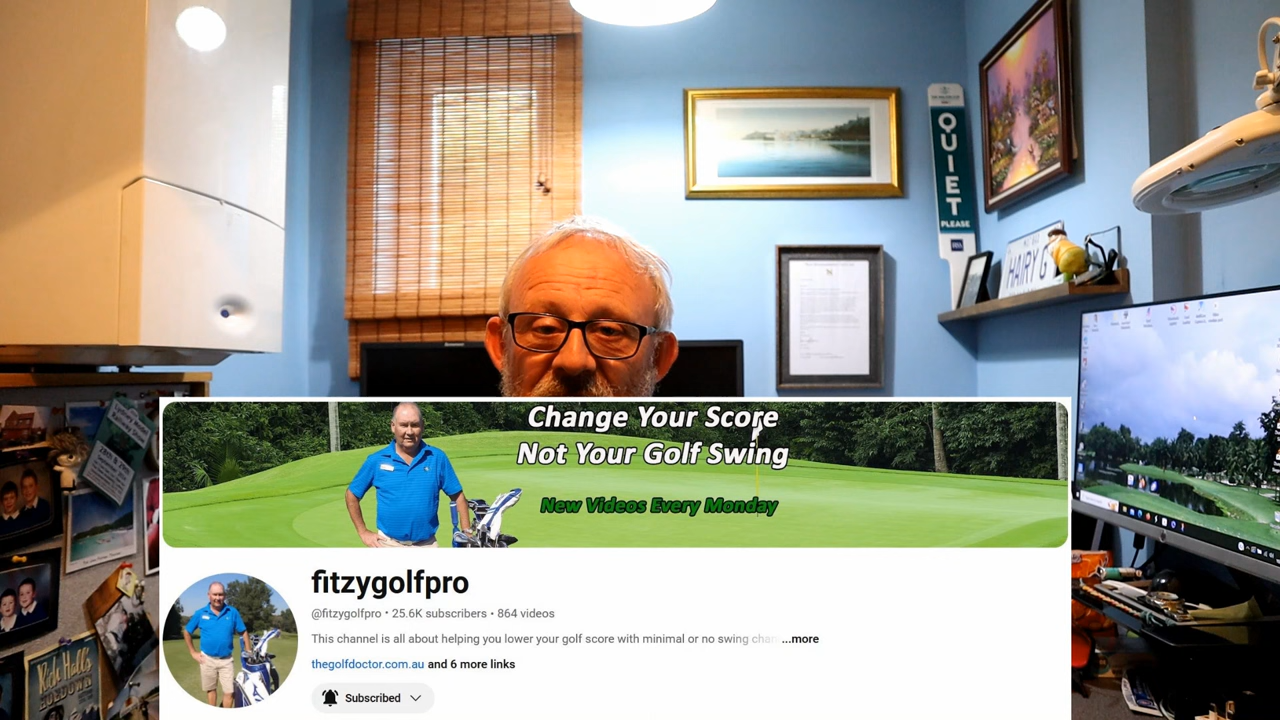 QUIET
PLEASE
HAIRY G
Change Your Score
Not Your Golf Swing
New Videos Every Monday
fitzygolfpro
@fitzygolfpro • 25.6K subscribers • 864 videos
This channel is all about helping you lower your golf score with minimal or no swing chan ...more
thegolfdoctor.com.au and 6 more links
Subscribed